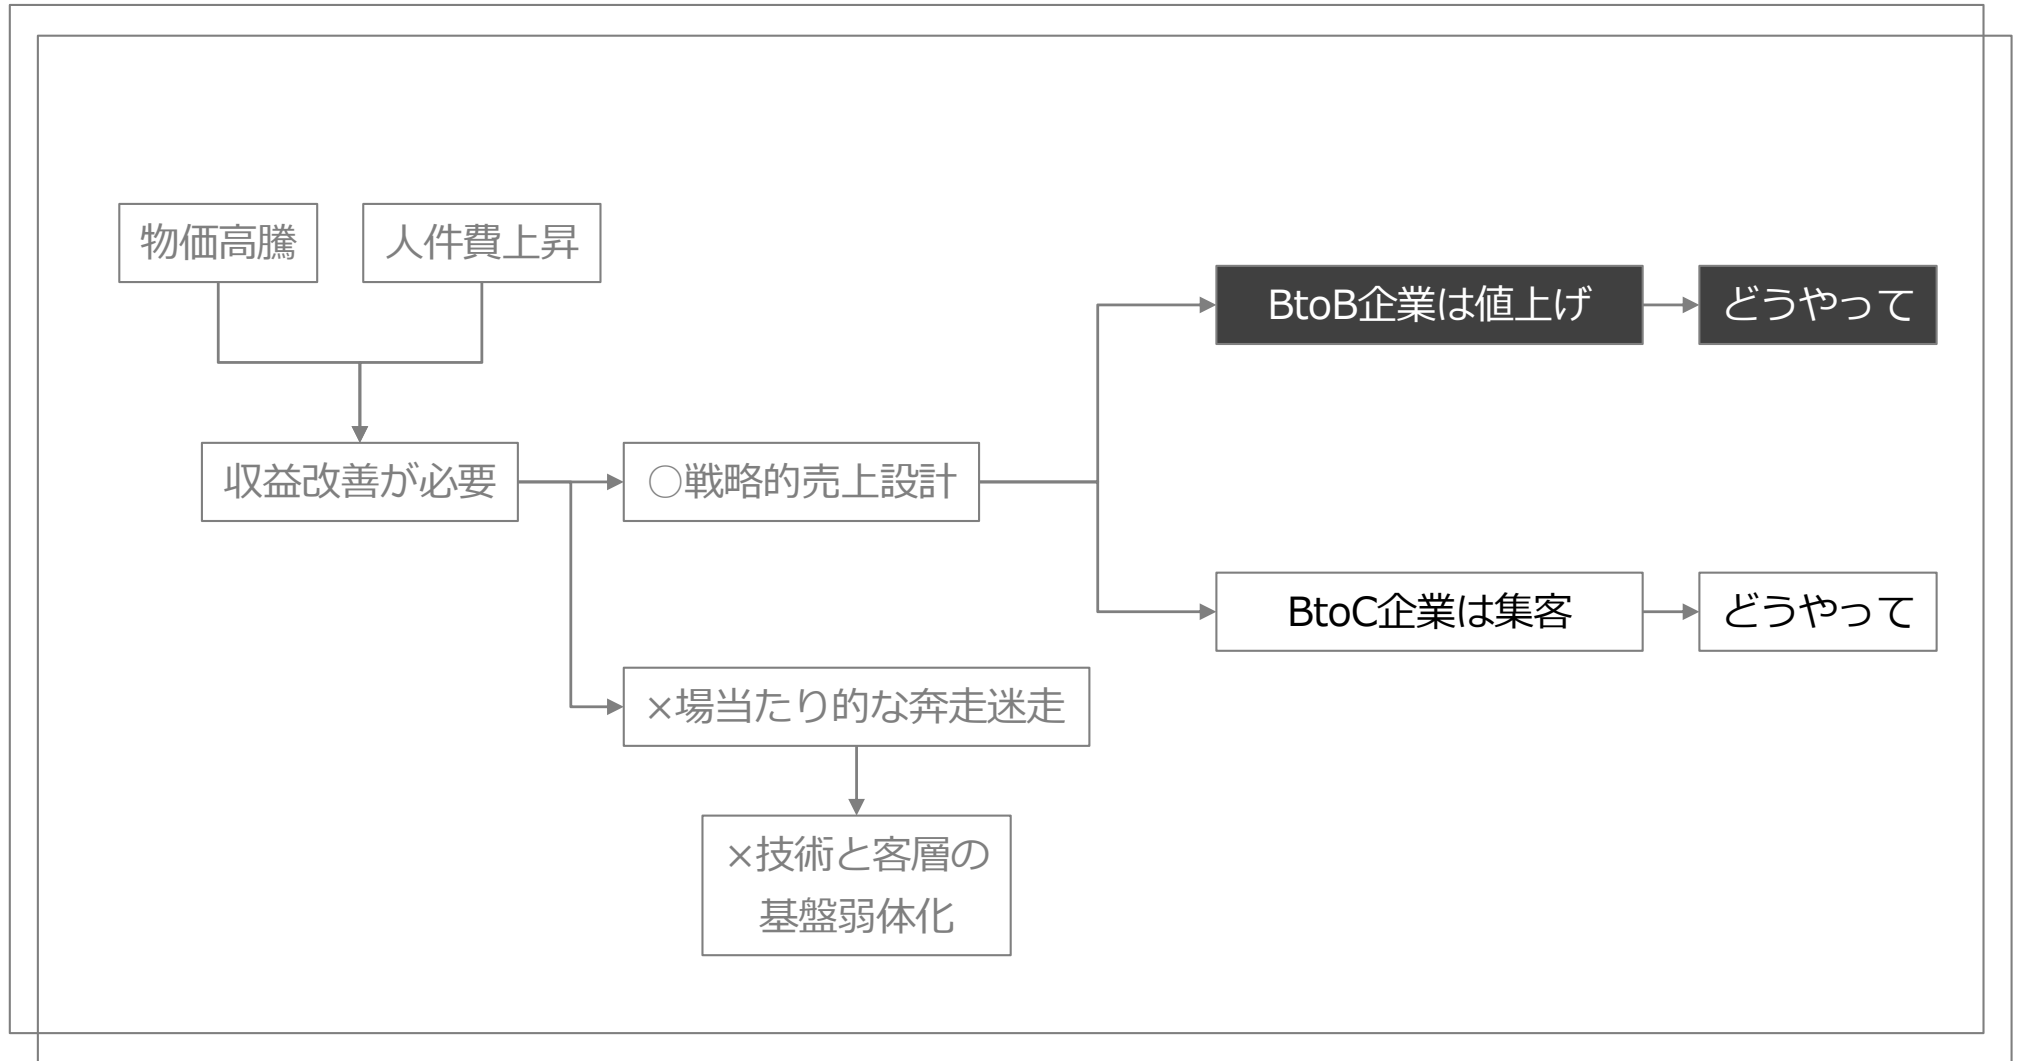 物価高騰
人件費上昇
収益改善が必要
○戦略的売上設計
×場当たり的な奔走迷走
×技術と客層の
基盤弱体化
BtoB企業は値上げ
どうやって
BtoC企業は集客
どうやって